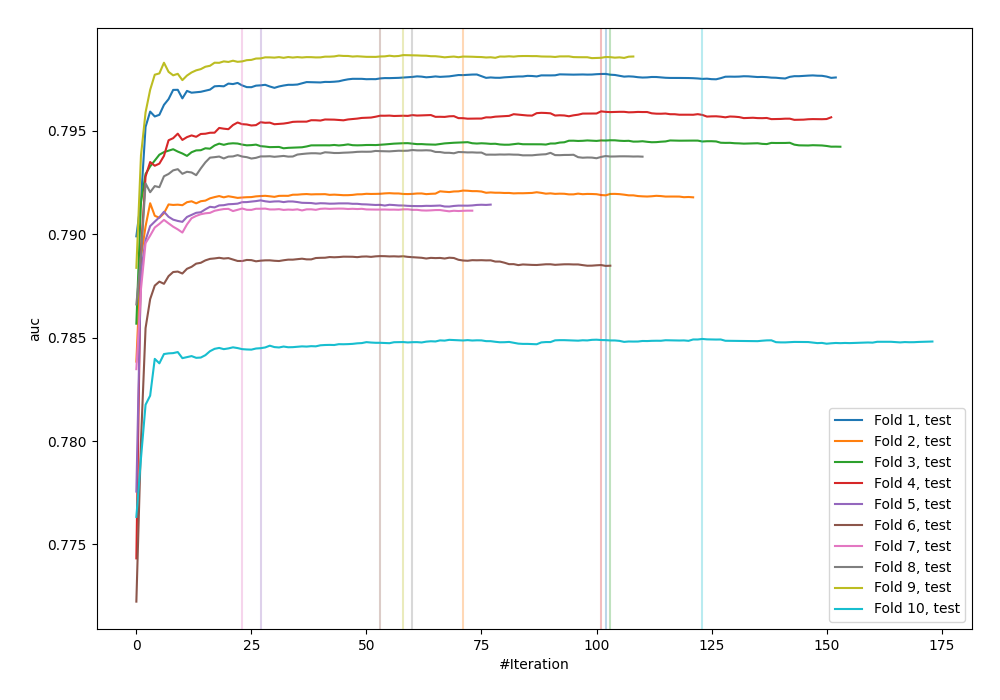 0.795
0.790
0.785
0.780
0.775
auc
0
25
50
75
100
125
150
175
#Iteration
Fold 1, test
Fold 2, test
Fold 3, test
Fold 4, test
Fold 5, test
Fold 6, test
Fold 7, test
Fold 8, test
Fold 9, test
Fold 10, test